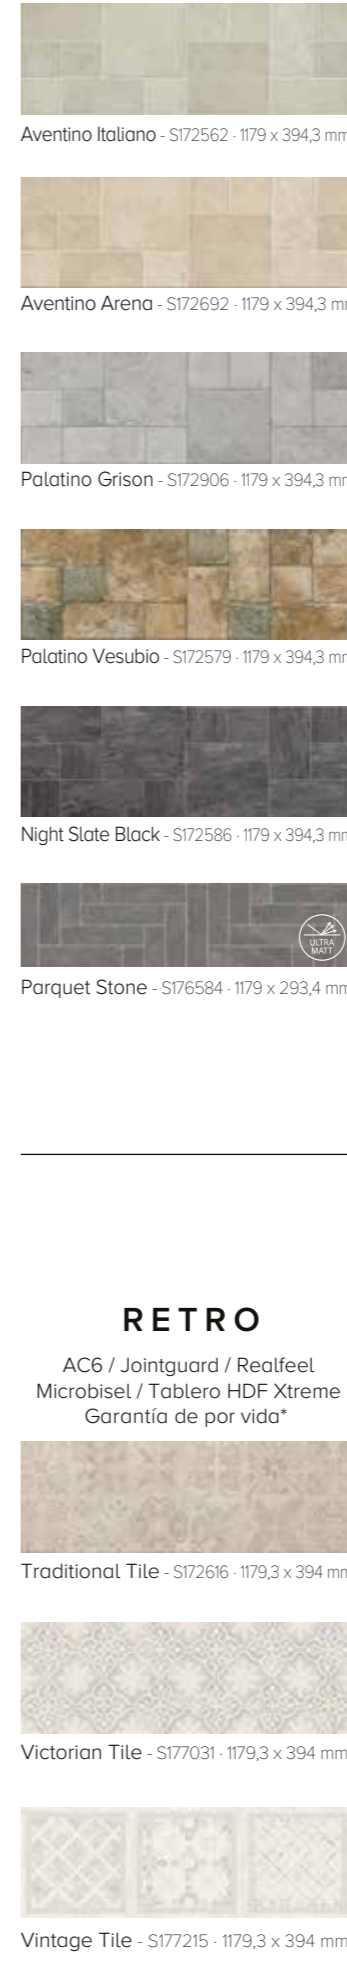 Aventino Italiano - S172562 · 1179 x 394,3 mm
Aventino Arena - S172692 · 1179 x 394,3
Palatino Grison - S172906 · 1179 x 394,3
Palatino Vesubio - S172579 · 1179 x 394,3
Night Slate Black - S172586 · 1179 x 394,3 mm
ULTRA
MATT
Parquet Stone - S176584 · 1179 x 293,4 mm
RETRO
AC6 / Jointguard / Realfeel
Microbisel / Tablero HDF Xtreme
Garantía de por vida*
Traditional Tile - S172616 · 1179,3 x 394 mm
Victorian Tile - S177031 · 1179,3 x 394 mm
Vintage Tile - S177215 · 1179,3 x 394 mm